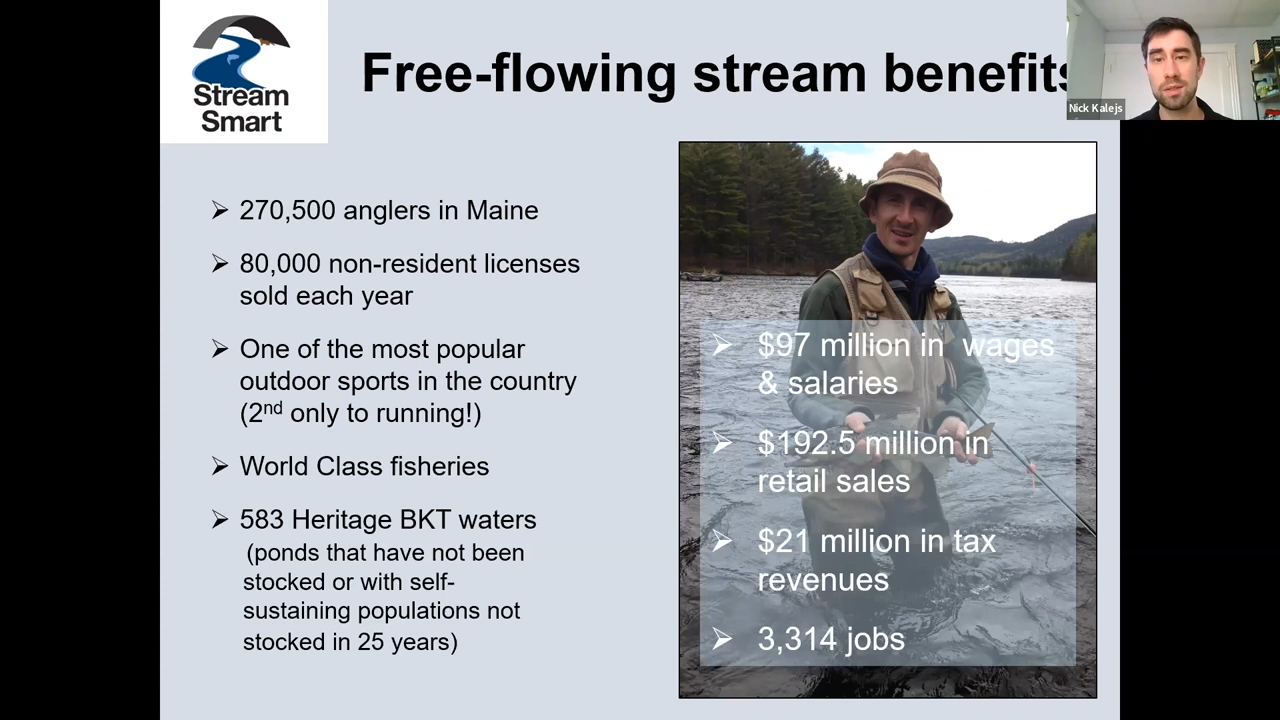 Stream
Smart
Free-flowing stream benefits
Nick Kalejs
➢ 270,500 anglers in Maine
➢ 80,000 non-resident licenses
sold each year
➢ One of the most popular
outdoor sports in the country
(2nd only to running!)
➢ World Class fisheries
➢ 583 Heritage BKT waters
(ponds that have not been
stocked or with self-
sustaining populations not
stocked in 25 years)
➢ $97 million in wages
& salaries
➢ $192.5 million in
retail sales
➢ $21 million in tax
revenues
➢ 3,314 jobs